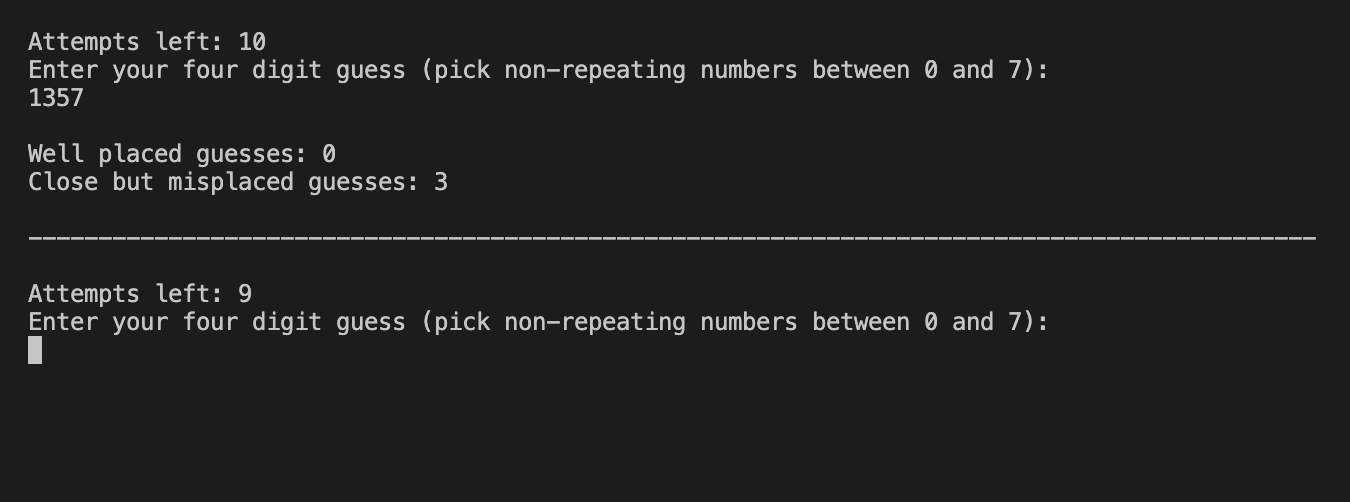 Attempts left: 10
Enter your four digit guess (pick non-repeating numbers between 0 and 7):
1357
Well placed guesses: 0
Close but misplaced guesses: 3
--------------------------------------------------------------------------------------------
Attempts left: 9
Enter your four digit guess (pick non-repeating numbers between 0 and 7):